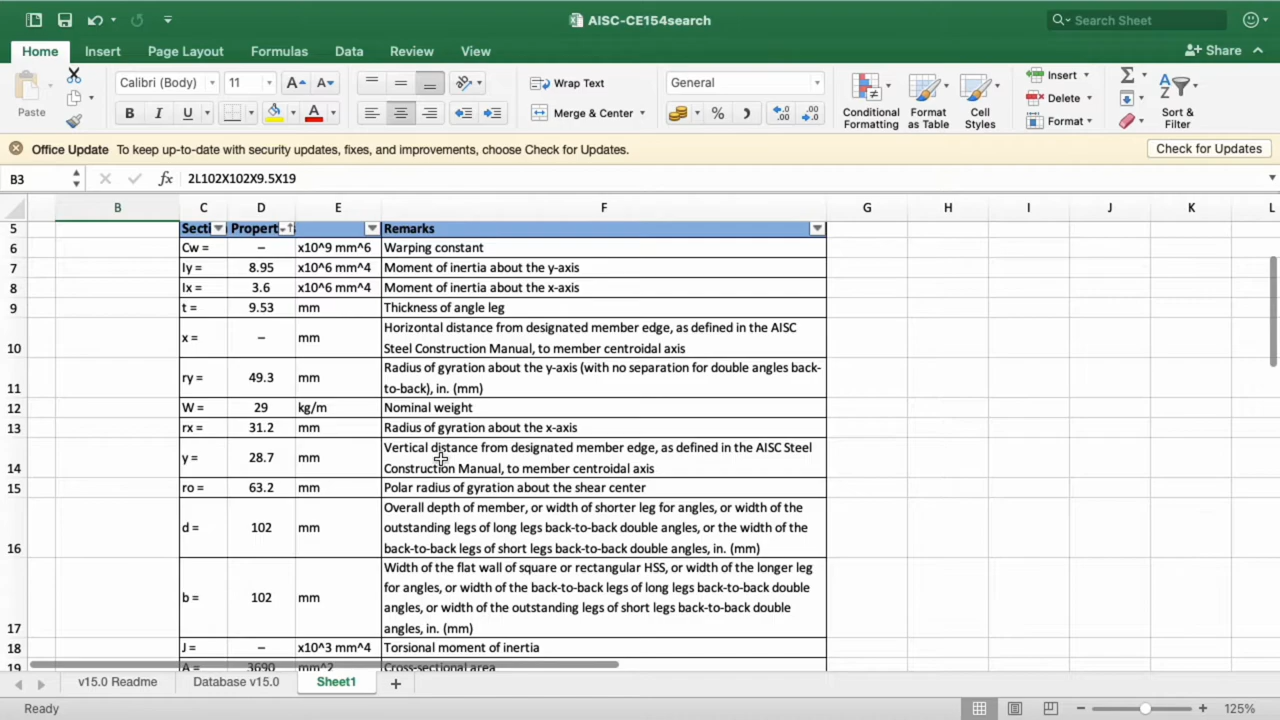 AISC-CE154search
Search Sheet
Home Insert Page Layout Formulas Data Review View
Share
Paste
Calibri (Body) 11
Wrap Text
General
Merge & Center
Conditional Formatting
Format as Table
Cell Styles
Insert
Delete
Format
Sort & Filter
Office Update To keep up-to-date with security updates, fixes, and improvements, choose Check for Updates.
Check for Updates
B3 fx 2L102X102X9.5X19
B C D E F G H I J K L
5 Secti Propert Remarks
6 Cw = – x10^9 mm^6 Warping constant
7 Iy = 8.95 x10^6 mm^4 Moment of inertia about the y-axis
8 Ix = 3.6 x10^6 mm^4 Moment of inertia about the x-axis
9 t = 9.53 mm Thickness of angle leg
Horizontal distance from designated member edge, as defined in the AISC
10 x = – mm Steel Construction Manual, to member centroidal axis
Radius of gyration about the y-axis (with no separation for double angles back-
11 ry = 49.3 mm to-back), in. (mm)
12 W = 29 kg/m Nominal weight
13 rx = 31.2 mm Radius of gyration about the x-axis
Vertical distance from designated member edge, as defined in the AISC Steel
14 y = 28.7 mm Construction Manual, to member centroidal axis
15 ro = 63.2 mm Polar radius of gyration about the shear center
Overall depth of member, or width of shorter leg for angles, or width of the
d = 102 mm outstanding legs of long legs back-to-back double angles, or the width of the
16 back-to-back legs of short legs back-to-back double angles, in. (mm)
Width of the flat wall of square or rectangular HSS, or width of the longer leg
for angles, or width of the back-to-back legs of long legs back-to-back double
b = 102 mm angles, or width of the outstanding legs of short legs back-to-back double
17 angles, in. (mm)
18 J = – x10^3 mm^4 Torsional moment of inertia
19 A = 3690 mm^2 Cross-sectional area
v15.0 Readme Database v15.0 Sheet1
Ready
125%